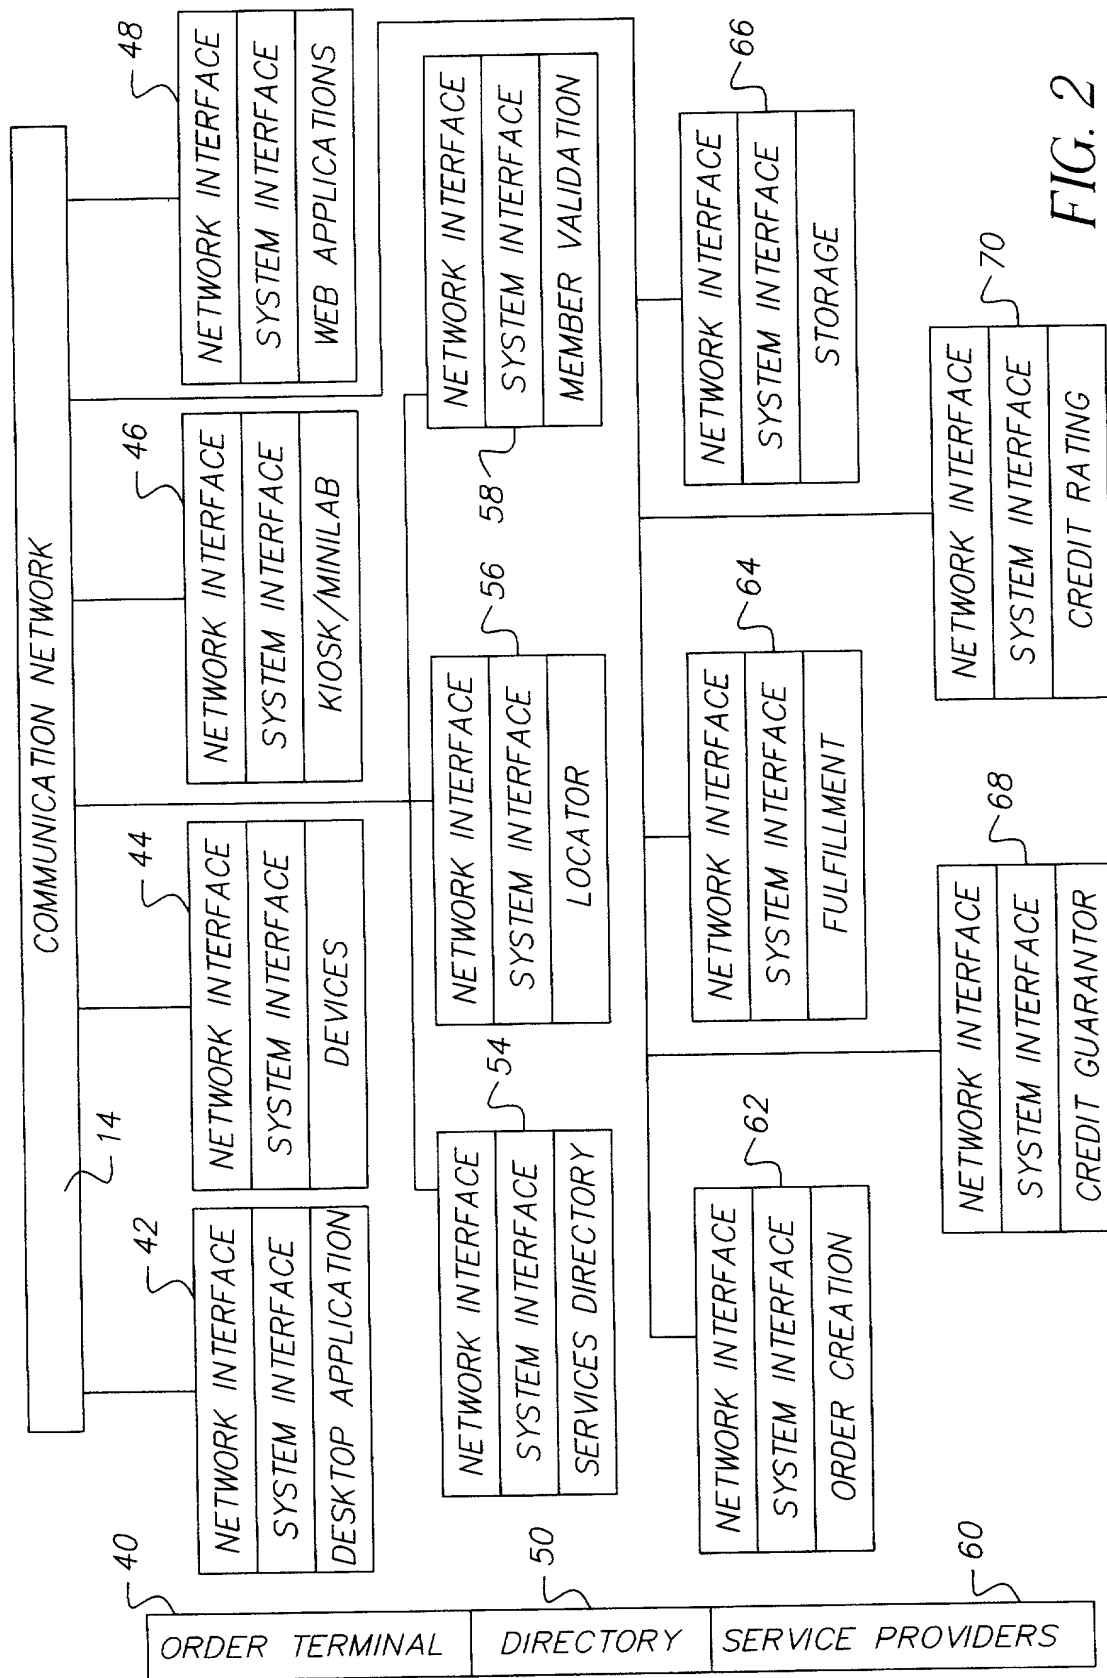 COMMUNICATION NETWORK
14
40
ORDER TERMINAL
42
NETWORK INTERFACE
SYSTEM INTERFACE
DESKTOP APPLICATION
44
NETWORK INTERFACE
SYSTEM INTERFACE
DEVICES
46
NETWORK INTERFACE
SYSTEM INTERFACE
KIOSK/MINILAB
48
NETWORK INTERFACE
SYSTEM INTERFACE
WEB APPLICATIONS
50
DIRECTORY
54
NETWORK INTERFACE
SYSTEM INTERFACE
SERVICES DIRECTORY
56
NETWORK INTERFACE
SYSTEM INTERFACE
LOCATOR
58
NETWORK INTERFACE
SYSTEM INTERFACE
MEMBER VALIDATION
60
SERVICE PROVIDERS
62
NETWORK INTERFACE
SYSTEM INTERFACE
ORDER CREATION
64
NETWORK INTERFACE
SYSTEM INTERFACE
FULFILLMENT
66
NETWORK INTERFACE
SYSTEM INTERFACE
STORAGE
68
NETWORK INTERFACE
SYSTEM INTERFACE
CREDIT GUARANTOR
70
NETWORK INTERFACE
SYSTEM INTERFACE
CREDIT RATING
FIG. 2